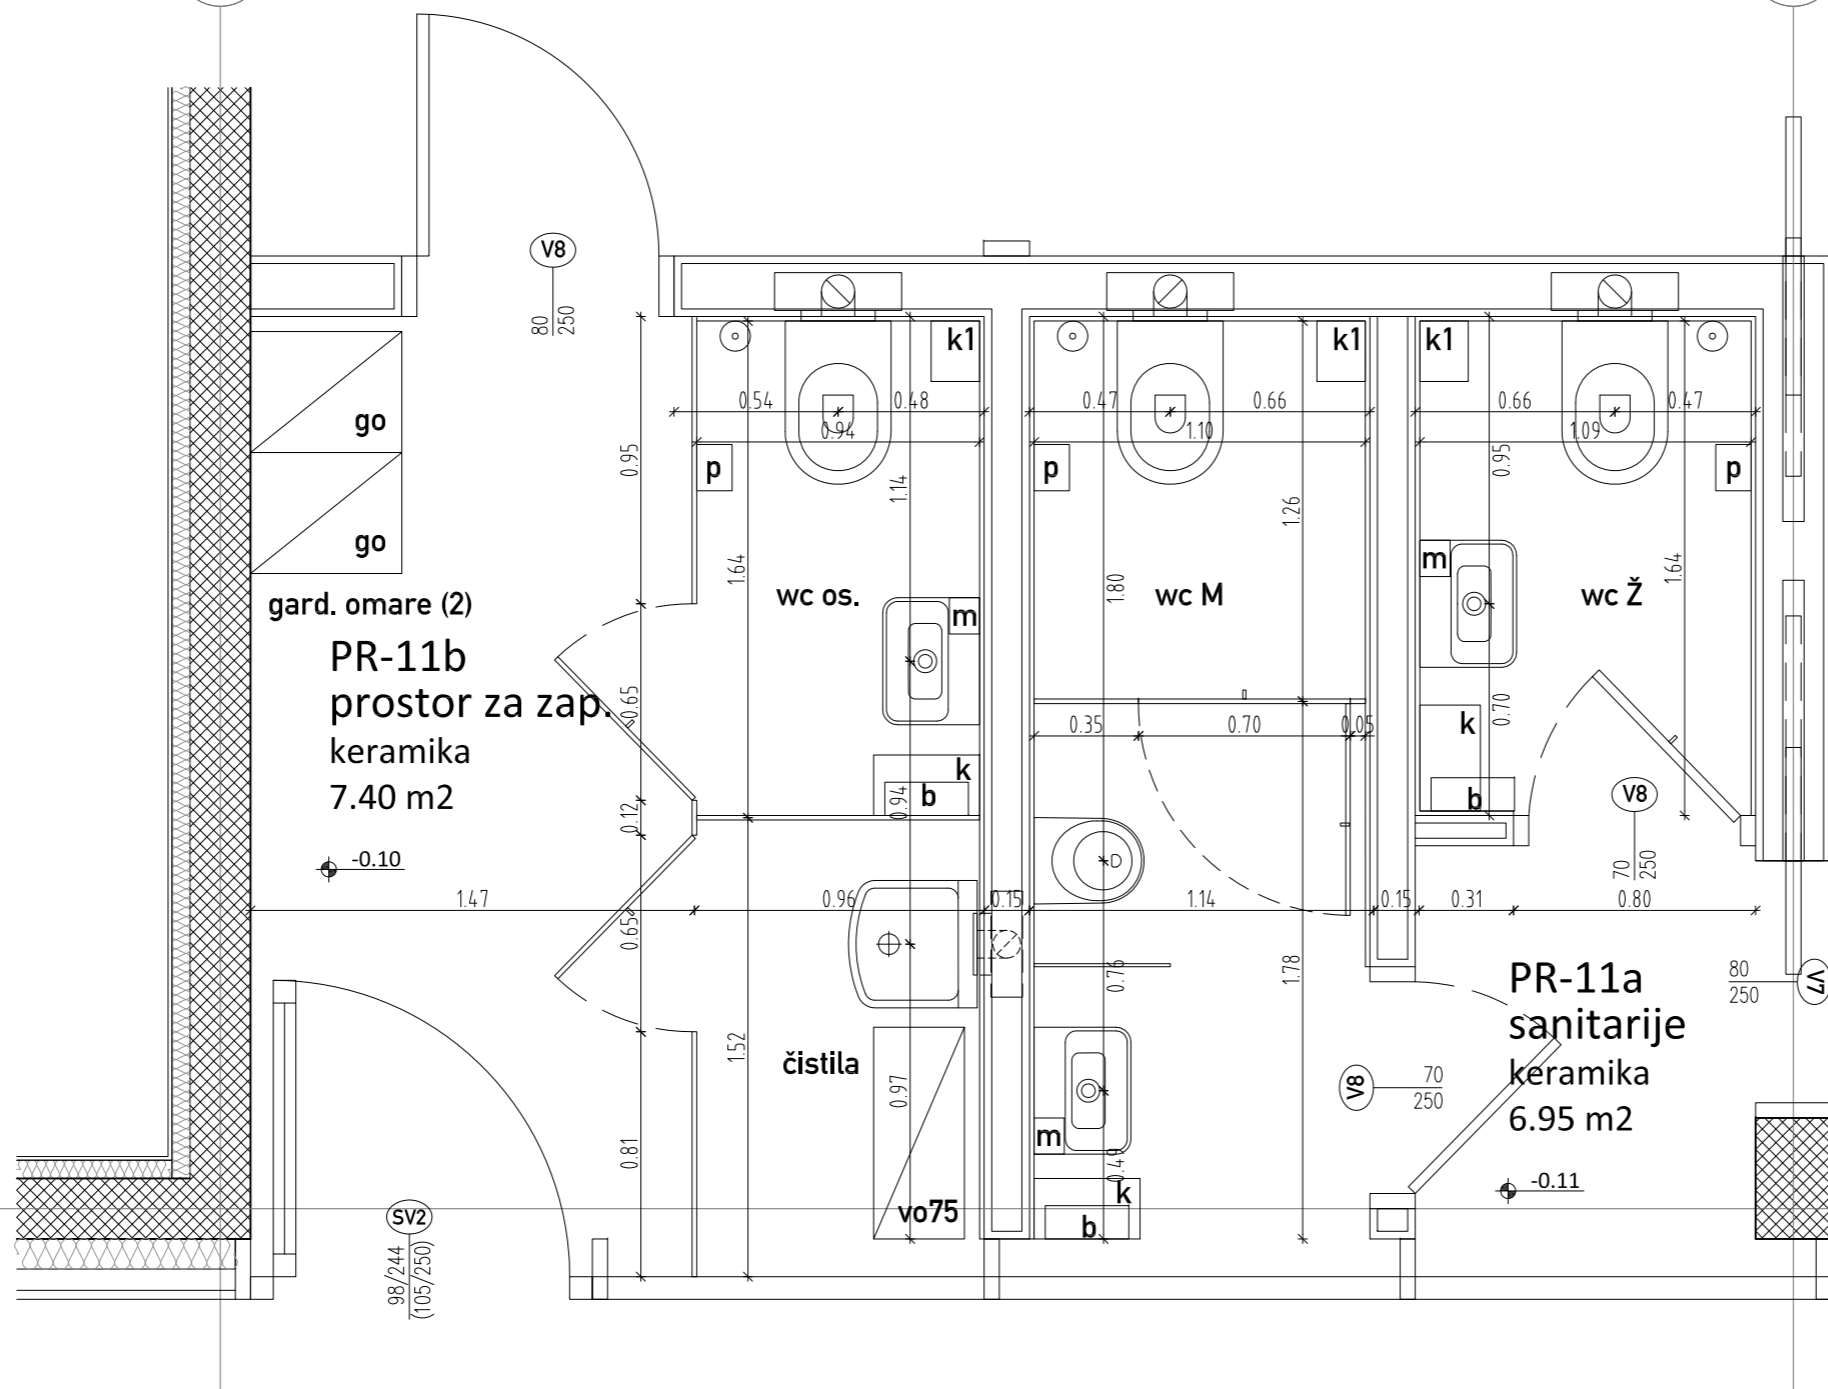 V8
80
250
k1
k1
k1
0.54
0.48
0.47
0.66
0.66
0.47
0.94
1.10
1.09
go
p
p
p
0.95
1.14
1.26
0.95
go
m
1.64
1.80
1.64
wc os.
wc M
wc Ž
gard. omare (2)
m
PR-11b
prostor za zap.
keramika
7.40 m2
0.65
0.35
0.70
0.05
k
0.70
k
b
0.94
b
V8
70
250
0.12
-0.10
D
1.47
0.96
0.15
1.14
0.15
0.31
0.80
0.65
0.76
1.78
PR-11a
sanitarije
keramika
6.95 m2
80
250
V7
1.52
čistila
0.97
V8
70
250
m
0.81
0.49
k
-0.11
vo75
b
SV2
98/244
(105/250)